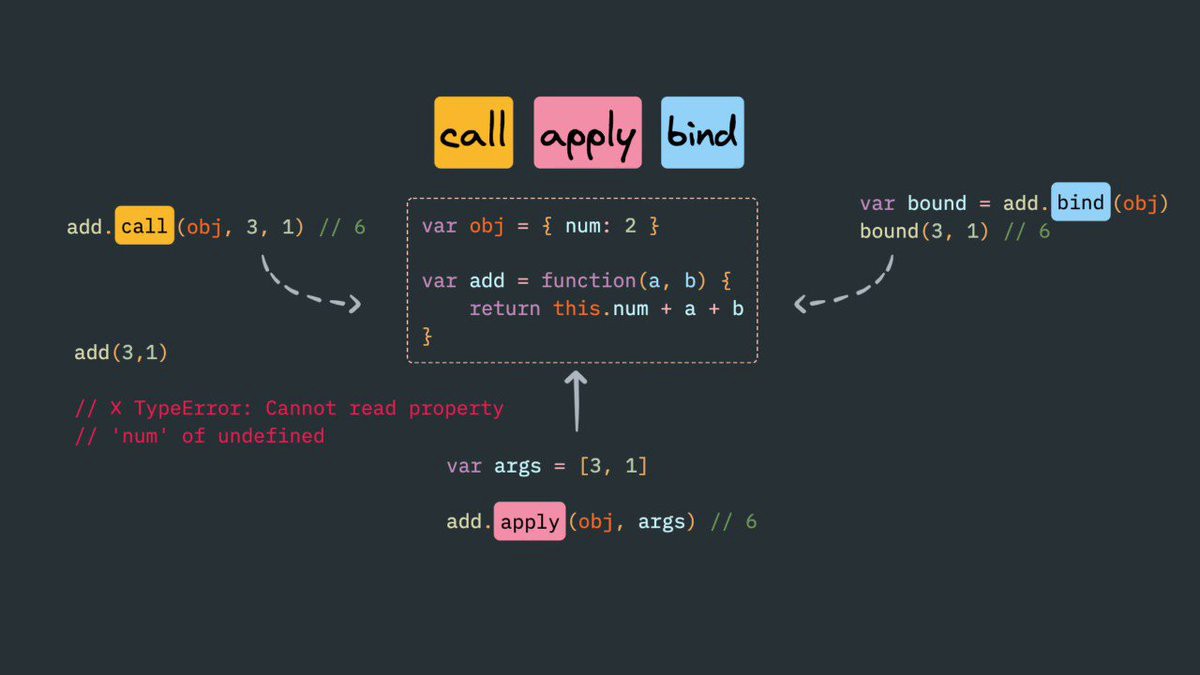 call apply bind
add.call(obj, 3, 1) // 6
var obj = { num: 2 }
var add = function(a, b) {
    return this.num + a + b
}
var bound = add.bind(obj)
bound(3, 1) // 6
add(3,1)
// X TypeError: Cannot read property
// 'num' of undefined
var args = [3, 1]
add.apply(obj, args) // 6